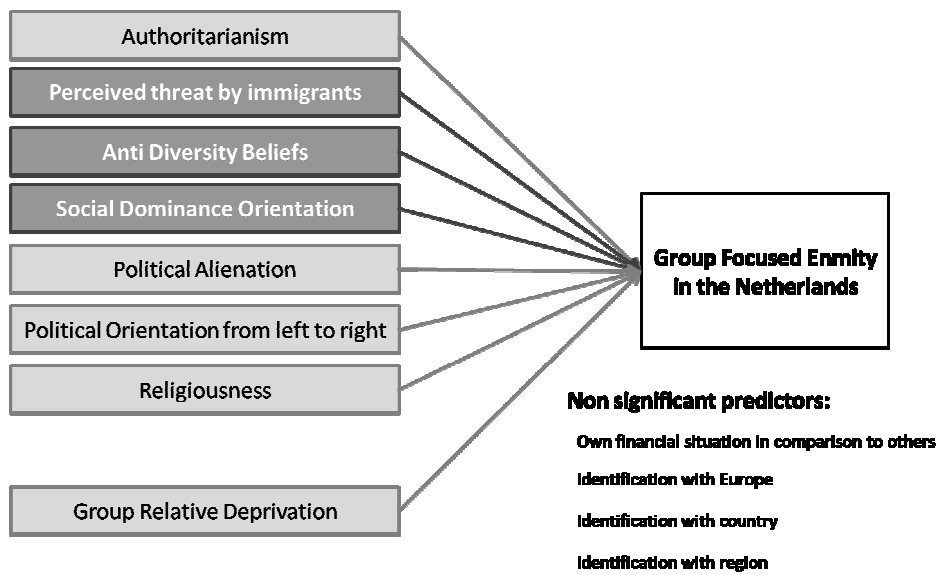 Authoritarianism
Perceived threat by immigrants
Anti Diversity Beliefs
Social Dominance Orientation
Political Alienation
Political Orientation from left to right
Religiousness
Group Relative Deprivation
Group Focused Enmity
in the Netherlands
Non significant predictors:
Own financial situation in comparison to others
Identification with Europe
Identification with country
Identification with region